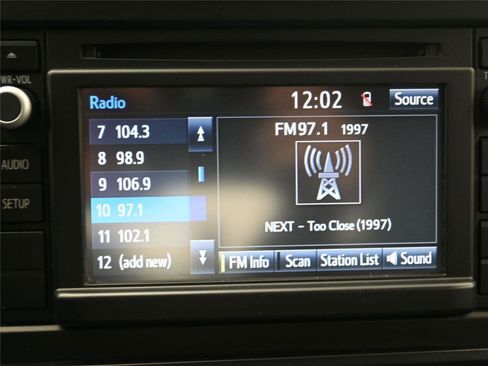 PWR•VOL
AUDIO
SETUP
Radio 12:02 Source
7 104.3
8 98.9
9 106.9
10 97.1
11 102.1
12 (add new)
FM97.1 1997
NEXT - Too Close (1997)
FM Info Scan Station List Sound